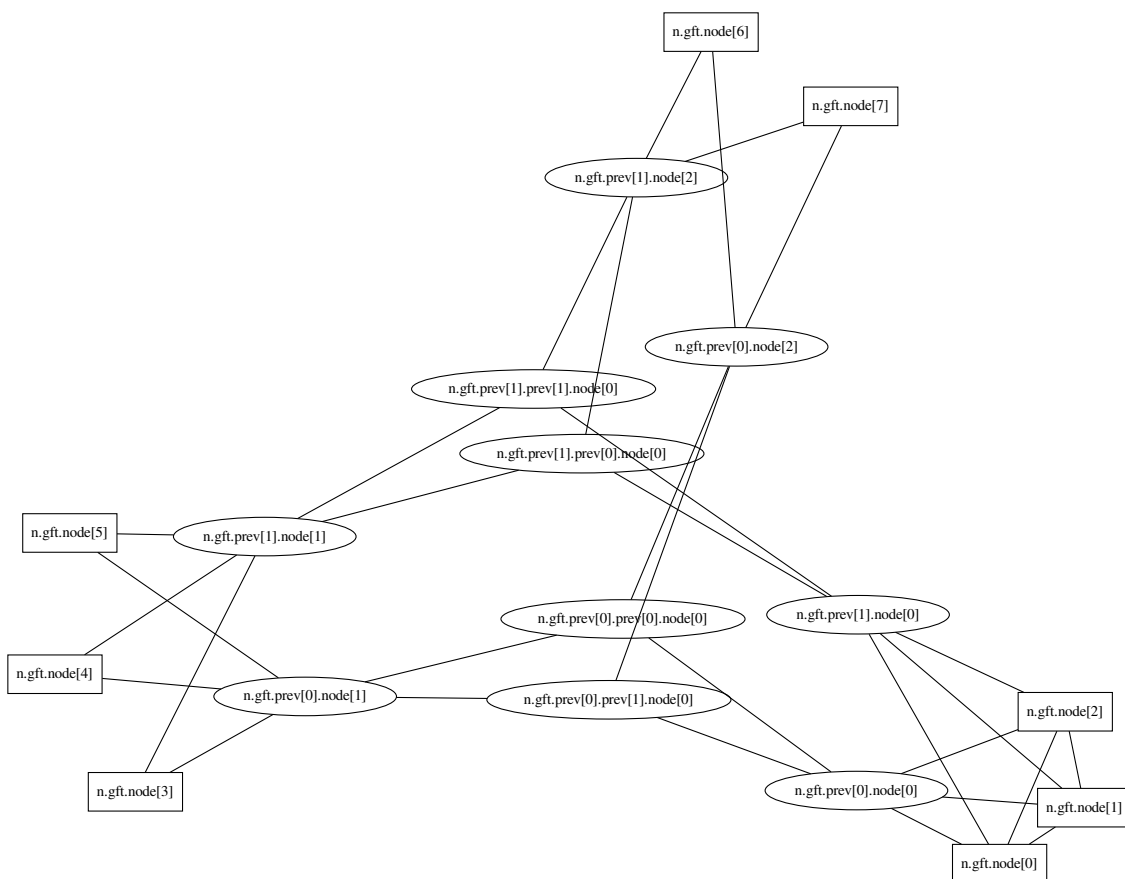 n.gft.node[6]
n.gft.node[7]
n.gft.prev[1].node[2]
n.gft.prev[0].node[2]
n.gft.prev[1].prev[1].node[0]
n.gft.prev[1].prev[0].node[0]
n.gft.node[5]
n.gft.prev[1].node[1]
n.gft.prev[0].prev[0].node[0]
n.gft.prev[1].node[0]
n.gft.node[4]
n.gft.prev[0].node[1]
n.gft.prev[0].prev[1].node[0]
n.gft.node[2]
n.gft.node[3]
n.gft.prev[0].node[0]
n.gft.node[1]
n.gft.node[0]